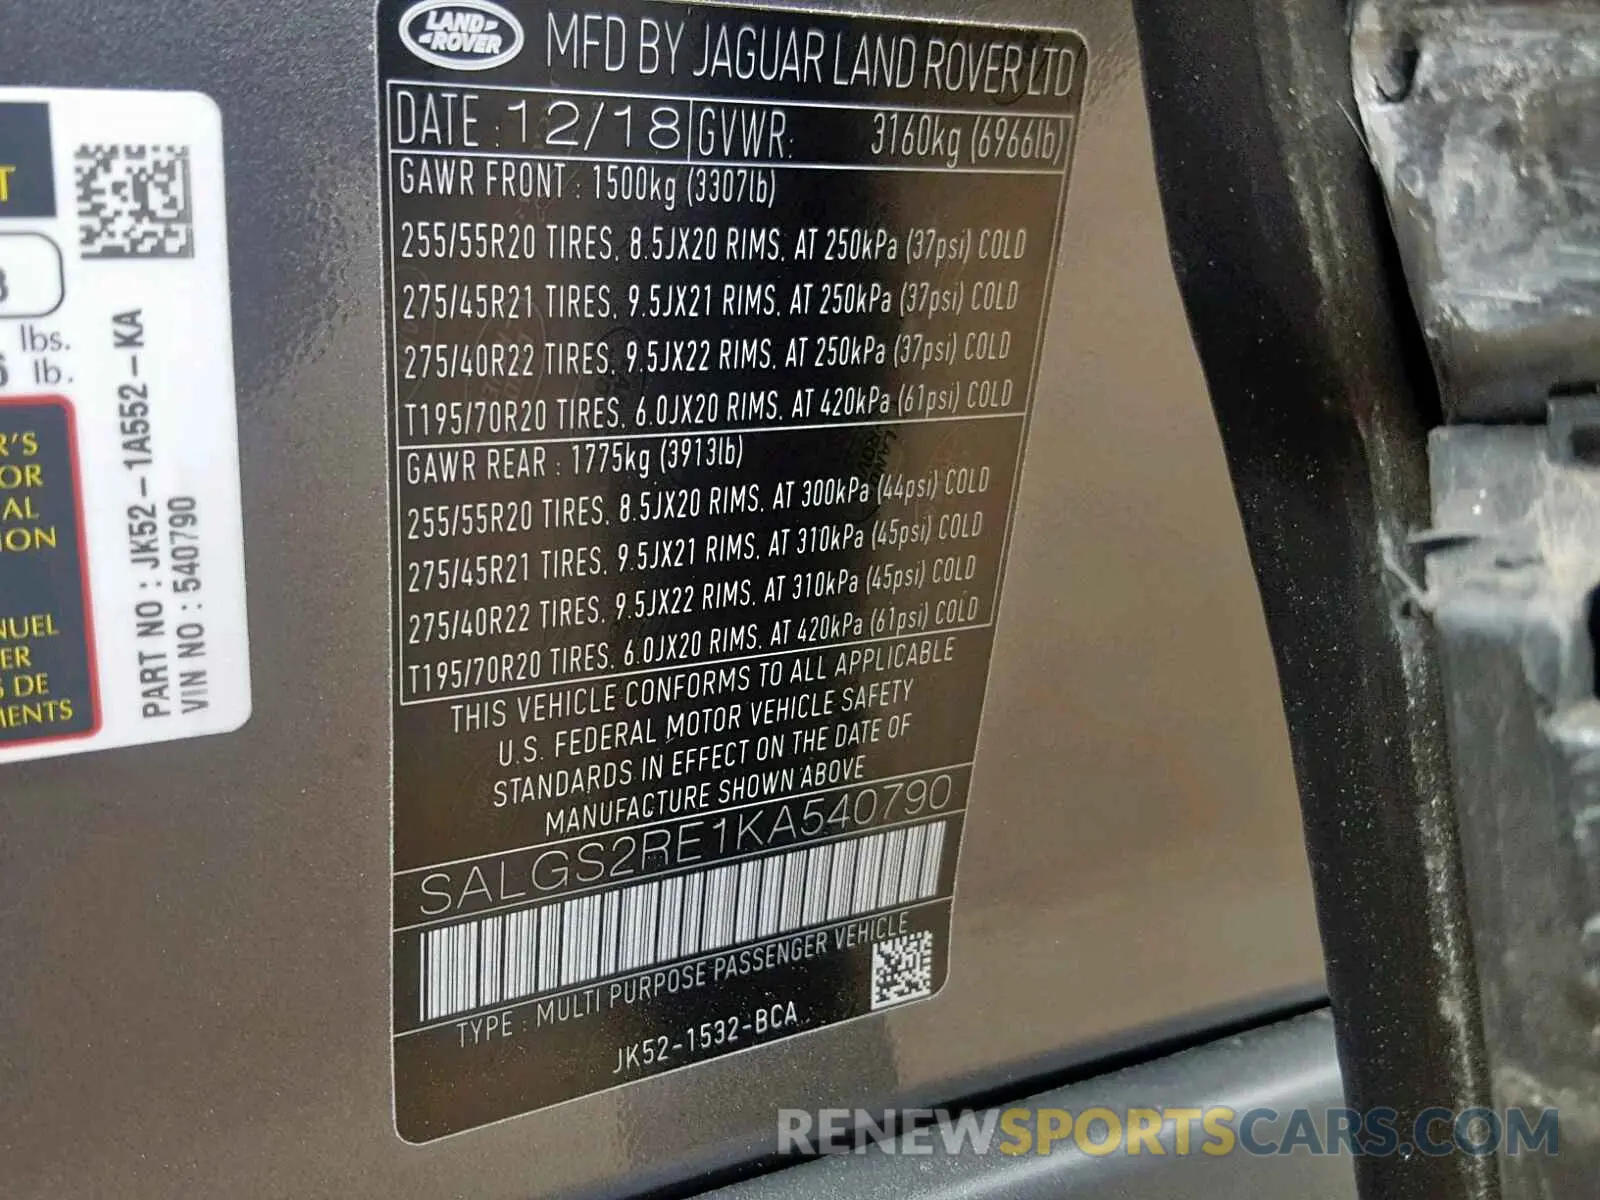 LAND ROVER
MFD BY JAGUAR LAND ROVER LTD
DATE : 12/18 GVWR: 3160kg (6966lb)
GAWR FRONT : 1500kg (3307lb)
255/55R20 TIRES, 8.5JX20 RIMS, AT 250kPa (37psi) COLD
275/45R21 TIRES, 9.5JX21 RIMS, AT 250kPa (37psi) COLD
275/40R22 TIRES, 9.5JX22 RIMS, AT 250kPa (37psi) COLD
T195/70R20 TIRES, 6.0JX20 RIMS, AT 420kPa (61psi) COLD
GAWR REAR : 1775kg (3913lb)
255/55R20 TIRES, 8.5JX20 RIMS, AT 300kPa (44psi) COLD
275/45R21 TIRES, 9.5JX21 RIMS, AT 310kPa (45psi) COLD
275/40R22 TIRES, 9.5JX22 RIMS, AT 310kPa (45psi) COLD
T195/70R20 TIRES, 6.0JX20 RIMS, AT 420kPa (61psi) COLD
THIS VEHICLE CONFORMS TO ALL APPLICABLE
U.S. FEDERAL MOTOR VEHICLE SAFETY
STANDARDS IN EFFECT ON THE DATE OF
MANUFACTURE SHOWN ABOVE
SALGS2RE1KA540790
TYPE : MULTI PURPOSE PASSENGER VEHICLE
JK52-1532-BCA
T
lbs.
lb.
R'S
OR
AL
ION
NUEL
ER
S DE
MENTS
PART NO : JK52-1A552-KA
VIN NO : 540790
RENEWSPORTSCARS.COM